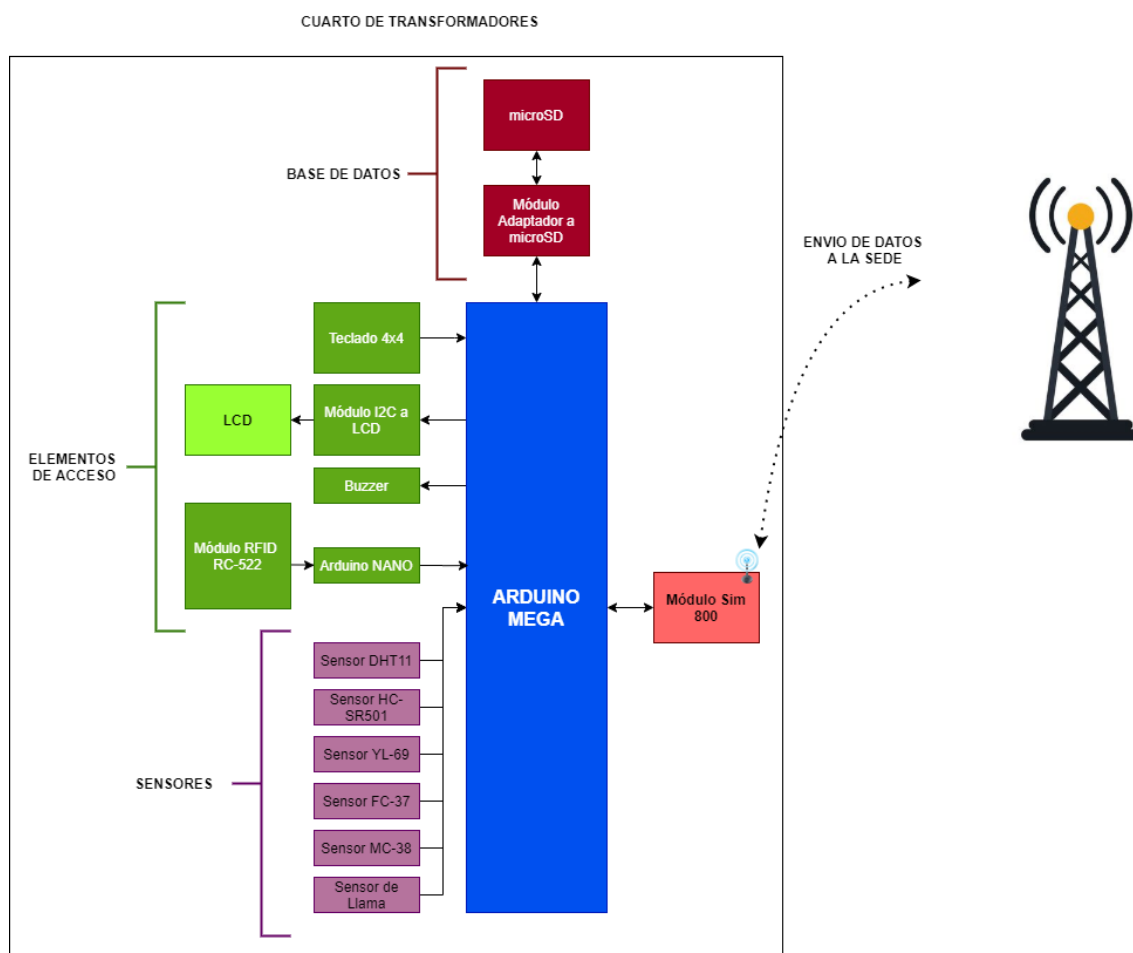 CUARTO DE TRANSFORMADORES
microSD
BASE DE DATOS
Módulo
Adaptador a
microSD
ENVIO DE DATOS
A LA SEDE
Teclado 4x4
LCD
Módulo I2C a
LCD
ELEMENTOS
DE ACCESO
Buzzer
Módulo RFID
RC-522
Arduino NANO
ARDUINO
MEGA
Módulo Sim
800
Sensor DHT11
Sensor HC-
SR501
Sensor YL-69
SENSORES
Sensor FC-37
Sensor MC-38
Sensor de
Llama